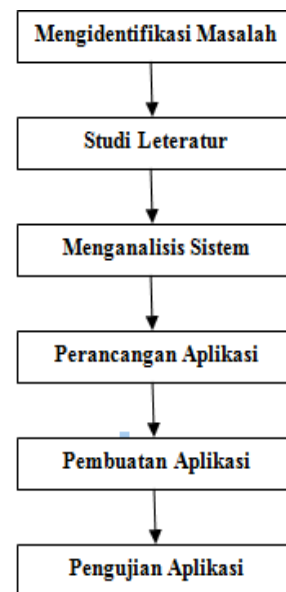 Mengidentifikasi Masalah
Studi Leteratur
Menganalisis Sistem
Perancangan Aplikasi
Pembuatan Aplikasi
Pengujian Aplikasi